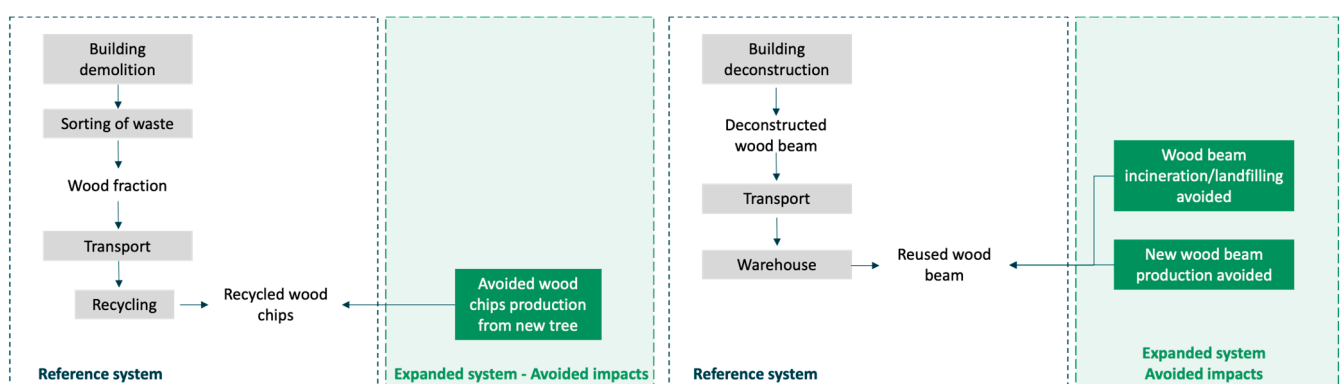 Building
demolition
Sorting of waste
Wood fraction
Transport
Recycling
Recycled wood
chips
Avoided wood
chips production
from new tree
Reference system
Expanded system - Avoided impacts
Building
deconstruction
Deconstructed
wood beam
Transport
Warehouse
Reused wood
beam
Wood beam
incineration/landfilling
avoided
New wood beam
production avoided
Reference system
Expanded system
Avoided impacts